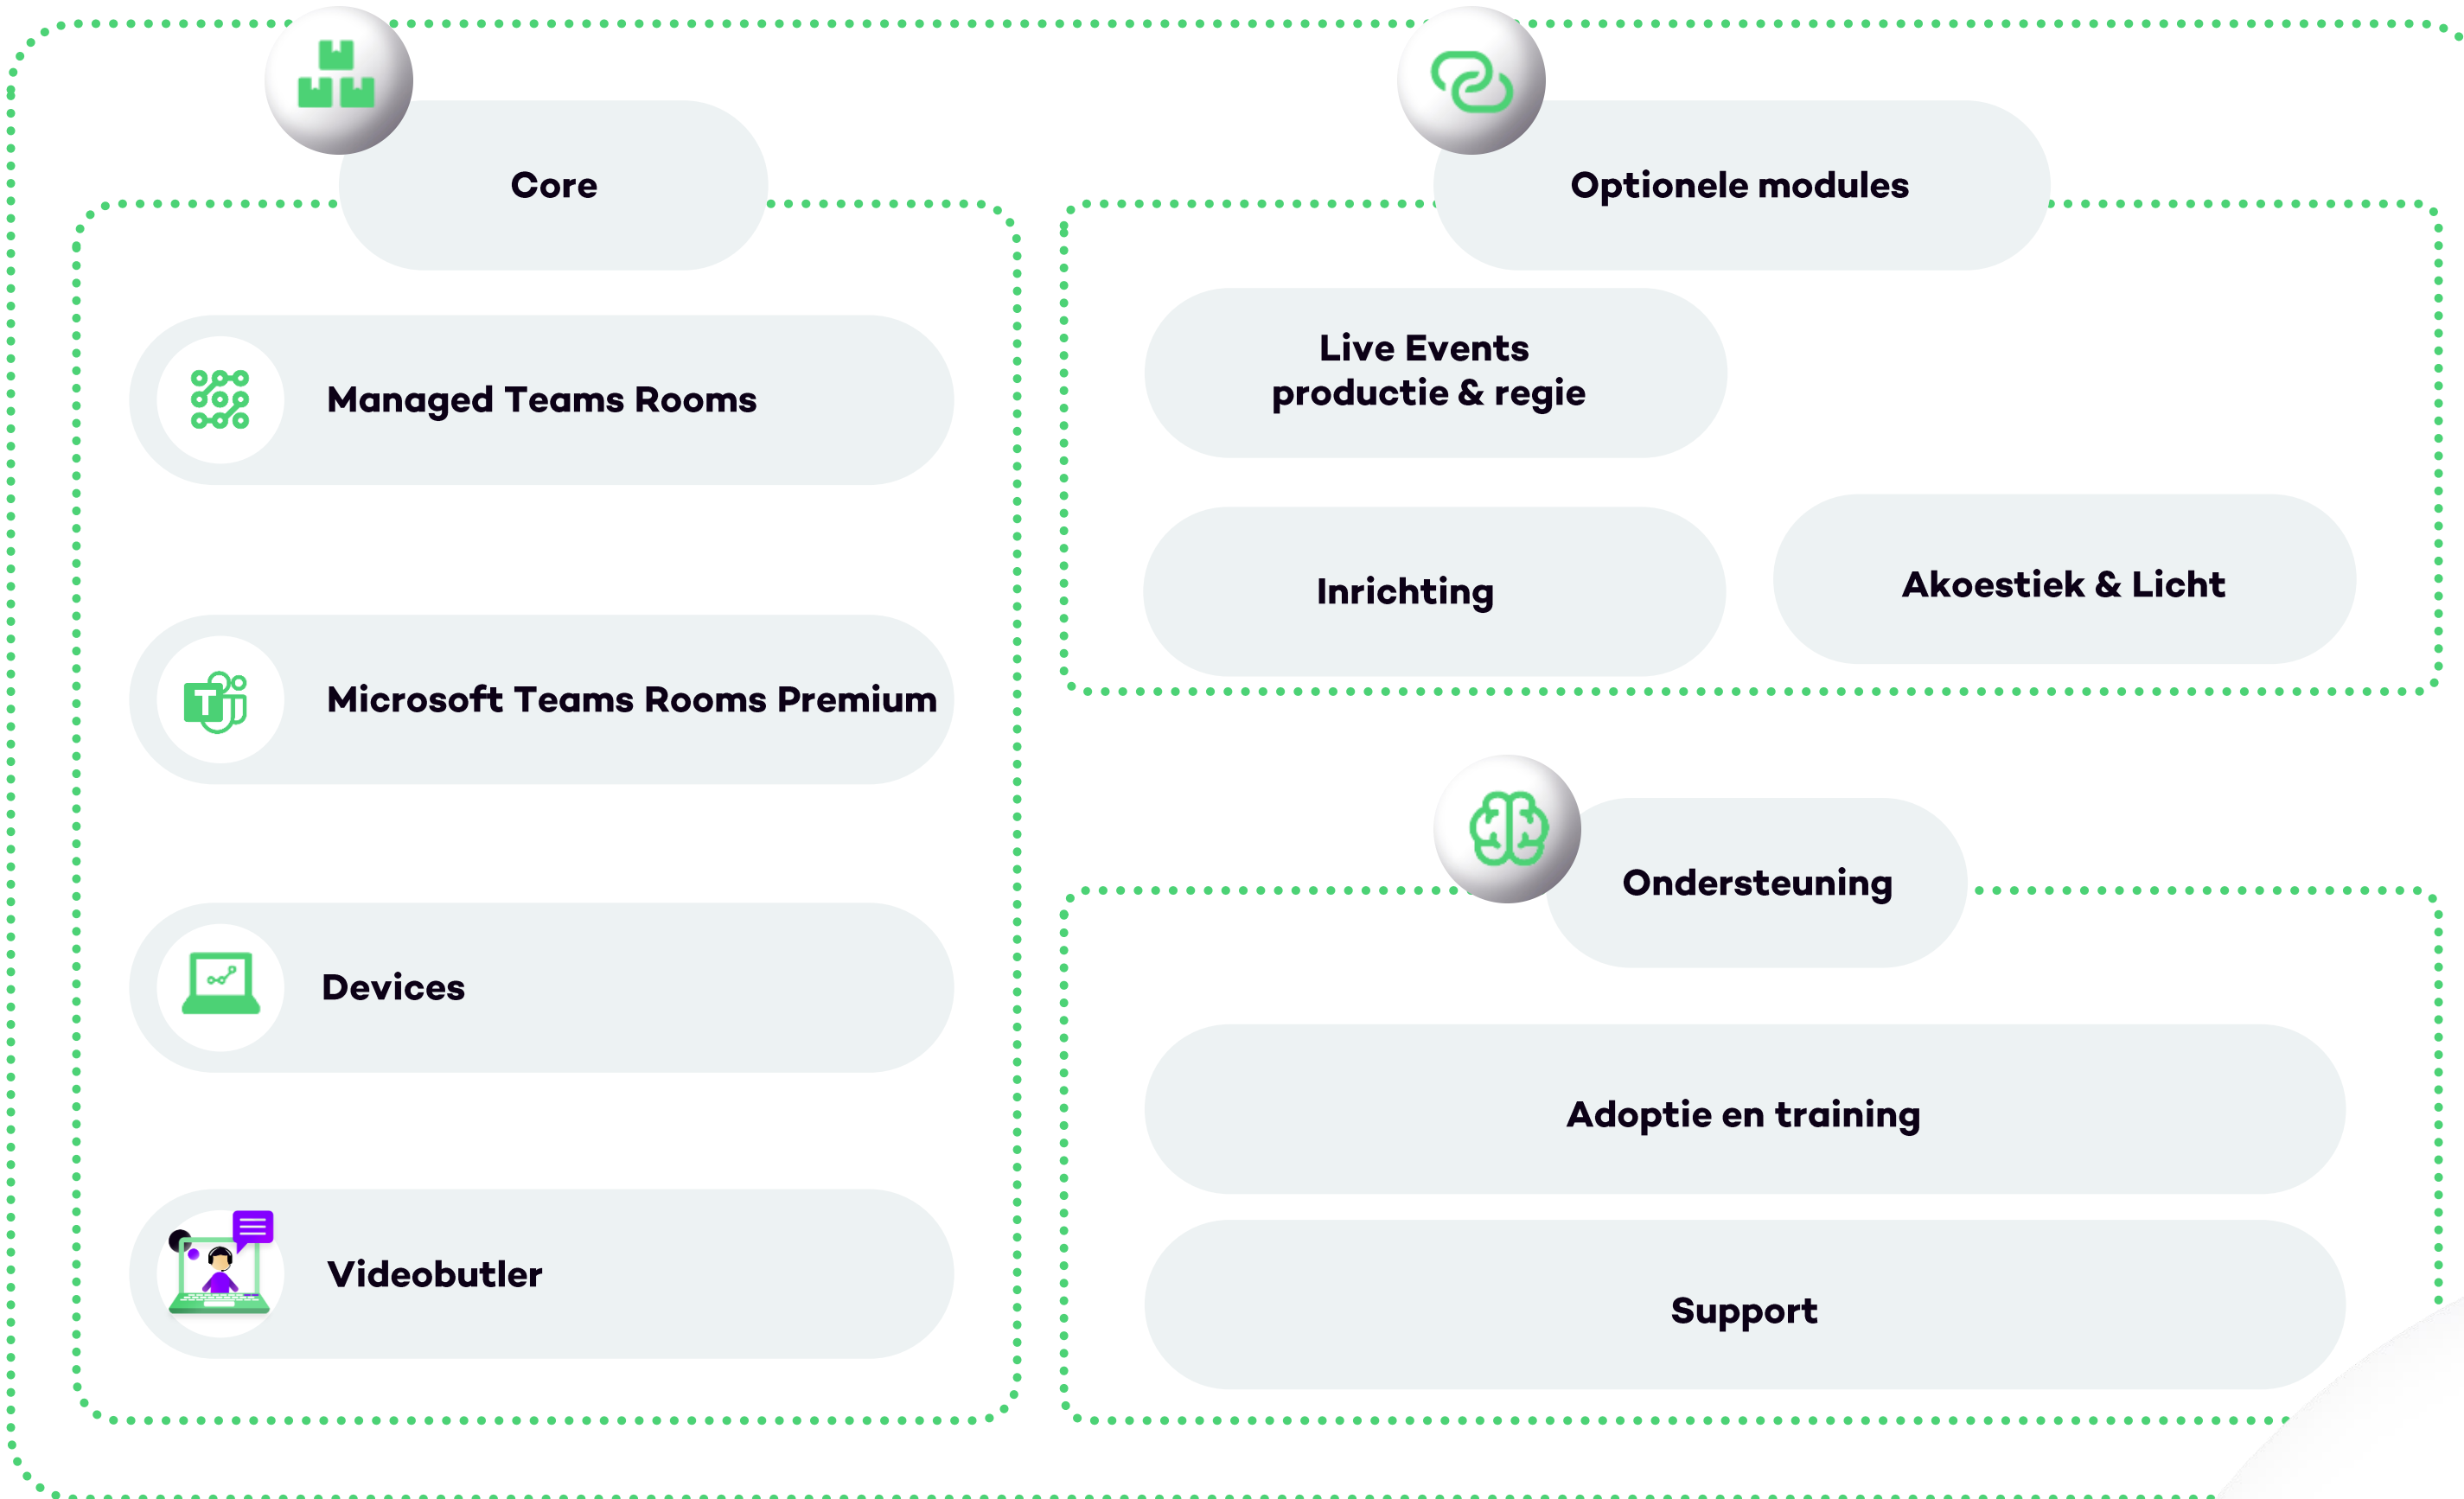 Core
Managed Teams Rooms
Microsoft Teams Rooms Premium
Devices
Videobutler
Optionele modules
Live Events
productie & regie
Inrichting
Akoestiek & Licht
Ondersteuning
Adoptie en training
Support